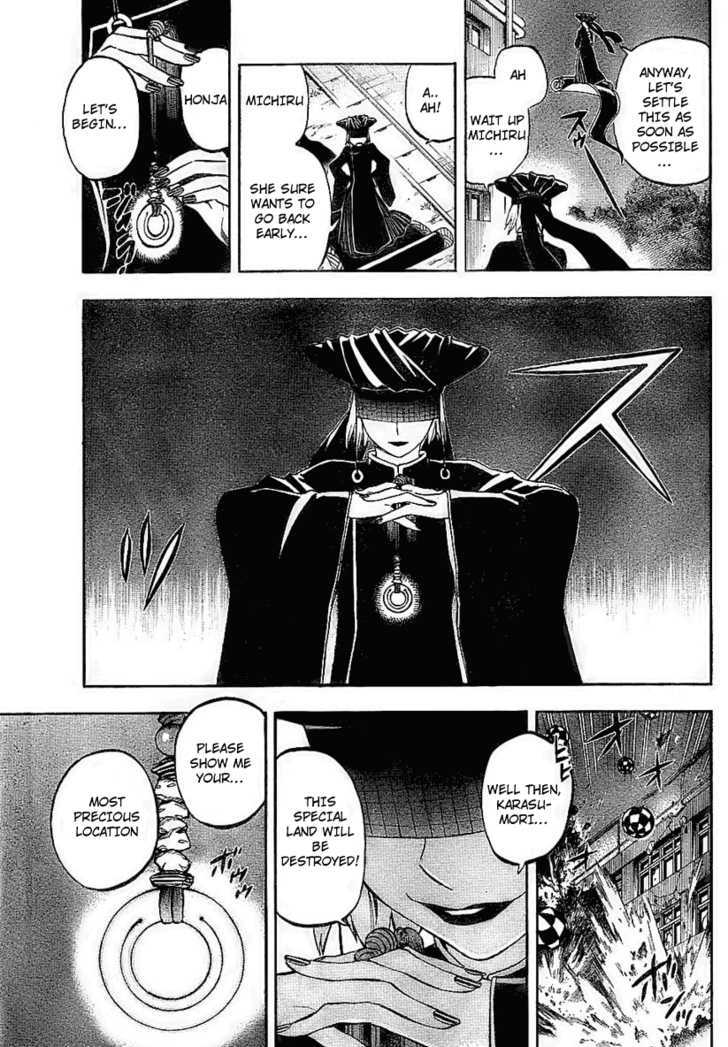 ANYWAY,
LET'S
SETTLE
THIS AS
SOON AS
POSSIBLE
...
AH
WAIT UP
MICHIRU
...
A..
AH!
MICHIRU
SHE SURE
WANTS TO
GO BACK
EARLY...
HONJA
LET'S
BEGIN...
ス
WELL THEN,
KARASU-
MORI...
THIS
SPECIAL
LAND WILL
BE
DESTROYED!
PLEASE
SHOW ME
YOUR...
MOST
PRECIOUS
LOCATION